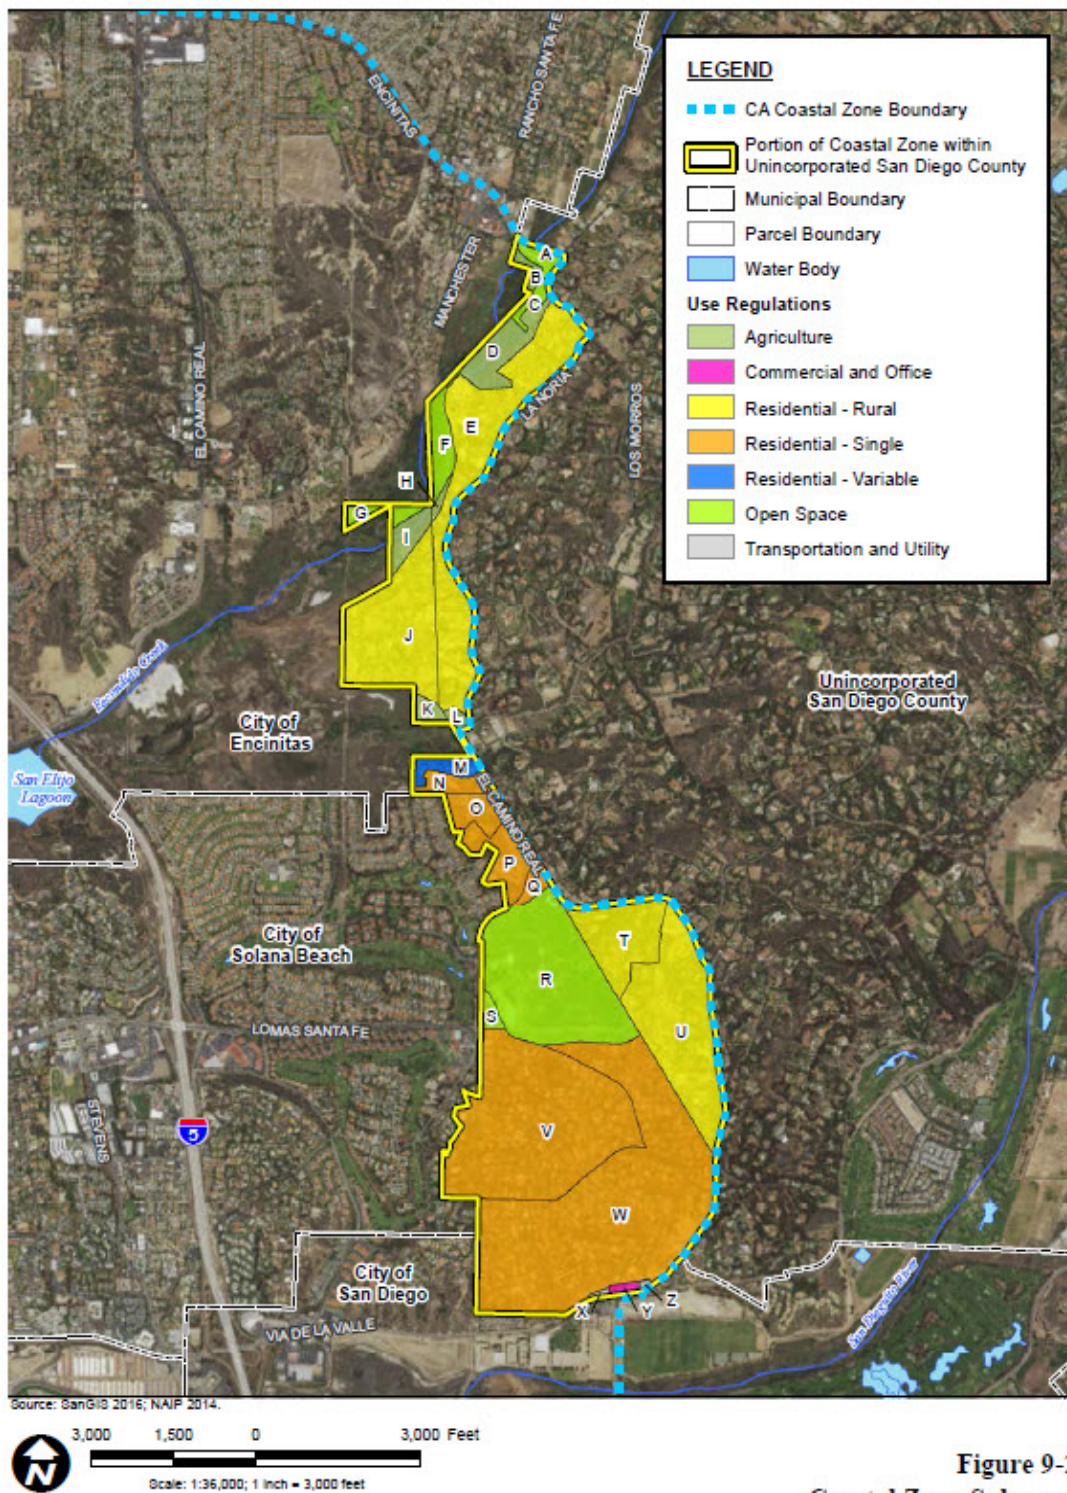 LEGEND
CA Coastal Zone Boundary
Portion of Coastal Zone within
Unincorporated San Diego County
Municipal Boundary
Parcel Boundary
Water Body
Use Regulations
Agriculture
Commercial and Office
Residential - Rural
Residential - Single
Residential - Variable
Open Space
Transportation and Utility
ENCINITAS
RANCHO SANTA FE
MANCHESTER
EL CAMINO REAL
LA NORIA
LOS MORROS
A
B
C
D
E
F
H
G
I
J
K
L
Escondido Creek
San Elijo
Lagoon
City of
Encinitas
Unincorporated
San Diego County
M
N
O
EL CAMINO REAL
P
Q
City of
Solana Beach
T
R
S
U
LOMAS SANTA FE
STEVENS
5
V
W
City of
San Diego
VIA DE LA VALLE
X
Y
Z
San Dieguito River
Source: SanGIS 2016; NAIP 2014.
3,000 1,500 0 3,000 Feet
N
Scale: 1:36,000; 1 inch = 3,000 feet
Figure 9-
Coastal Zone